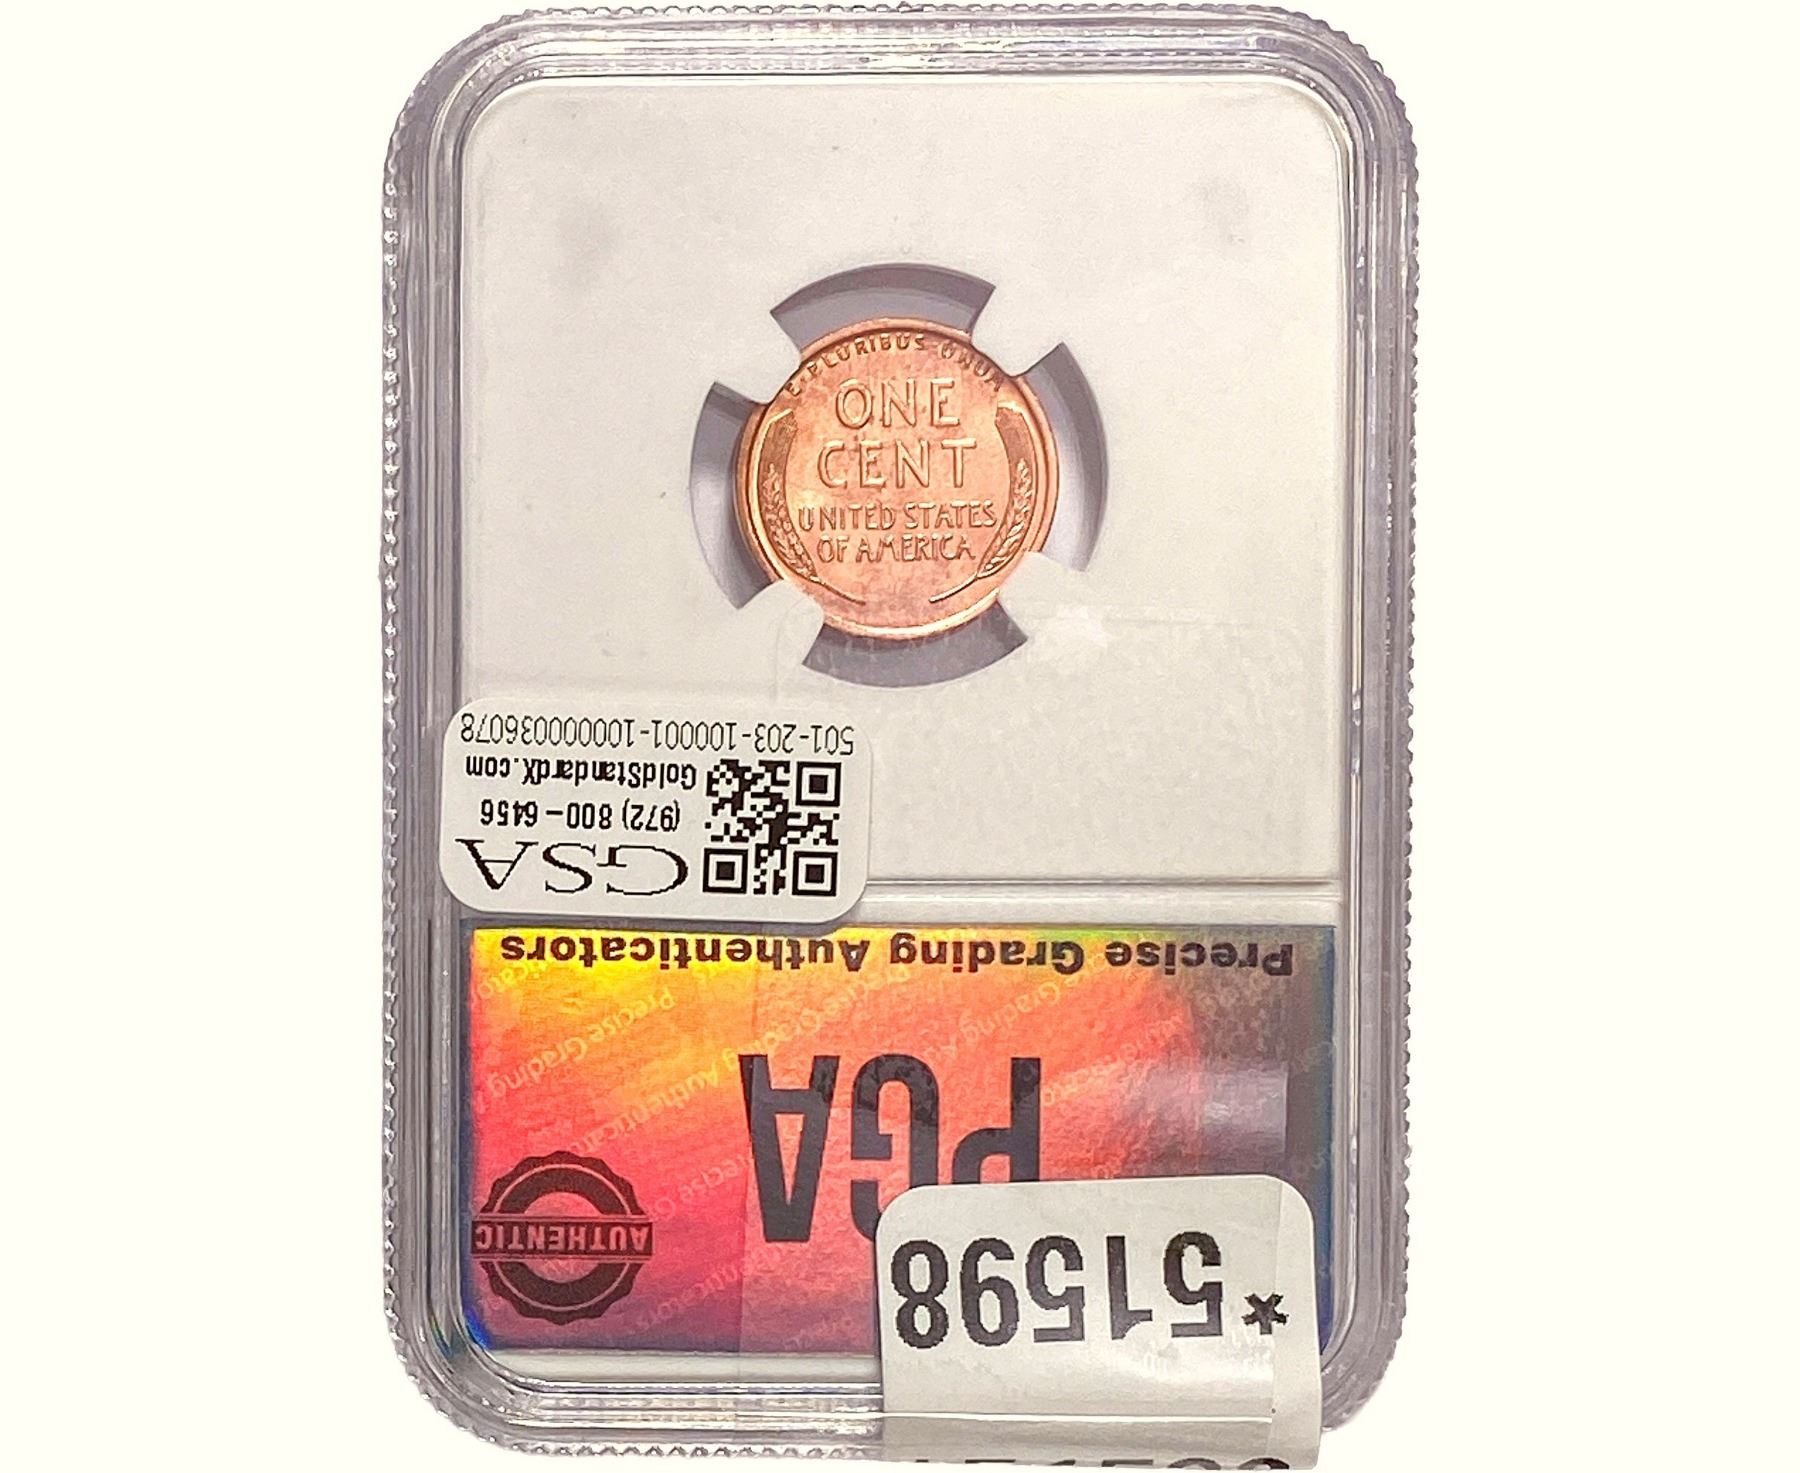 E·PLURIBUS·UNUM
ONE
CENT
UNITED STATES
OF AMERICA
501-203-100001-10000036078
GoldStandardX.com
(972) 800-6456
GSA
Precise Grading Authenticators
PGA
AUTHENTIC
*51598